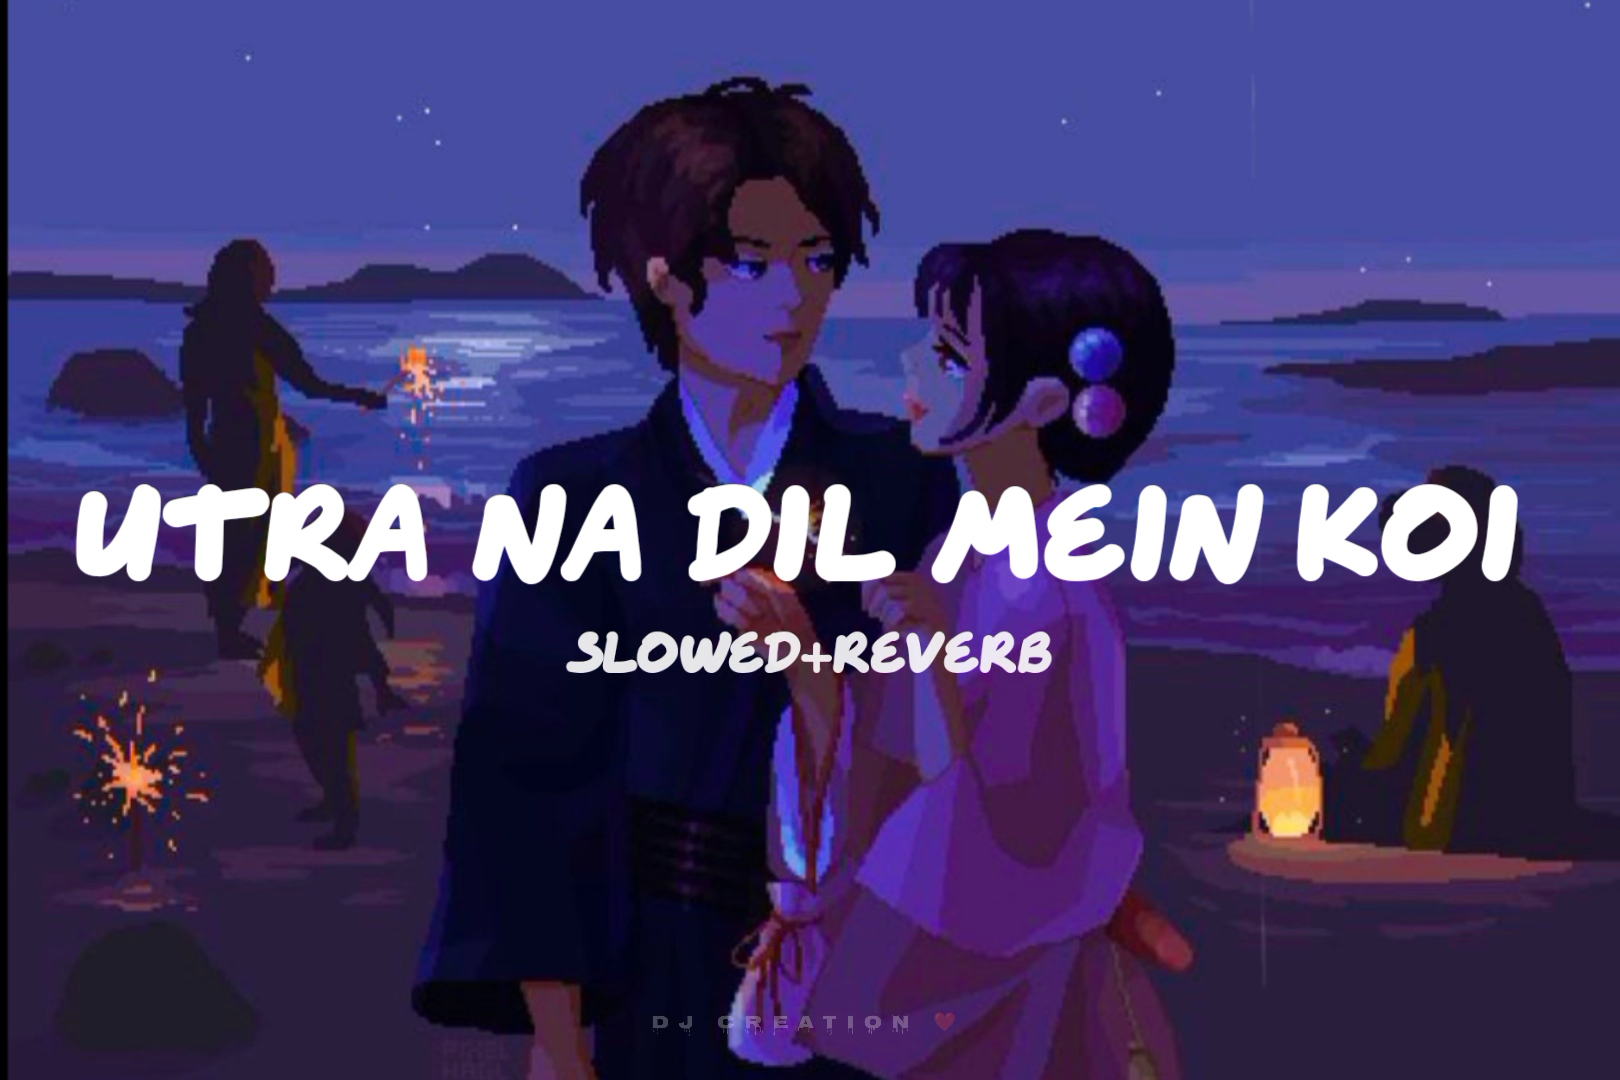 UTRA NA DIL MEIN KOI
SLOWED+REVERB
DJ CREATION ❤